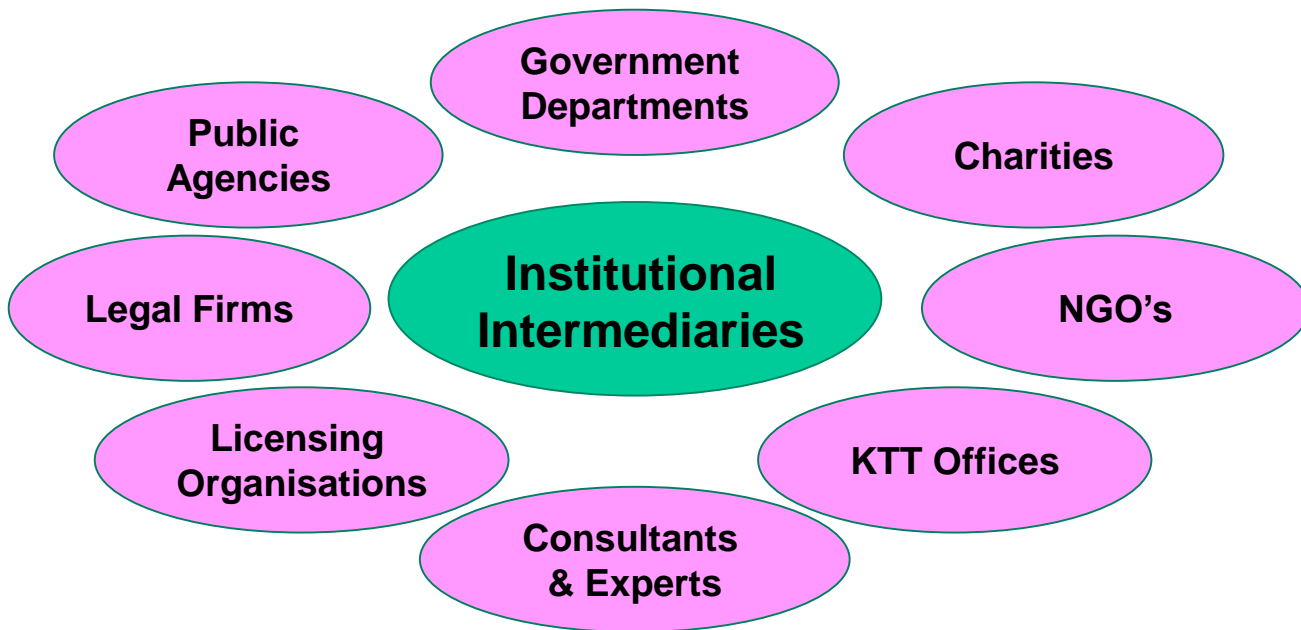 Government
Departments
Public
Agencies
Charities
Institutional
Intermediaries
Legal Firms
NGO’s
Licensing
Organisations
KTT Offices
Consultants
& Experts